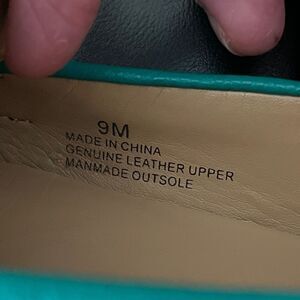 9M
MADE IN CHINA
GENUINE LEATHER UPPER
MANMADE OUTSOLE